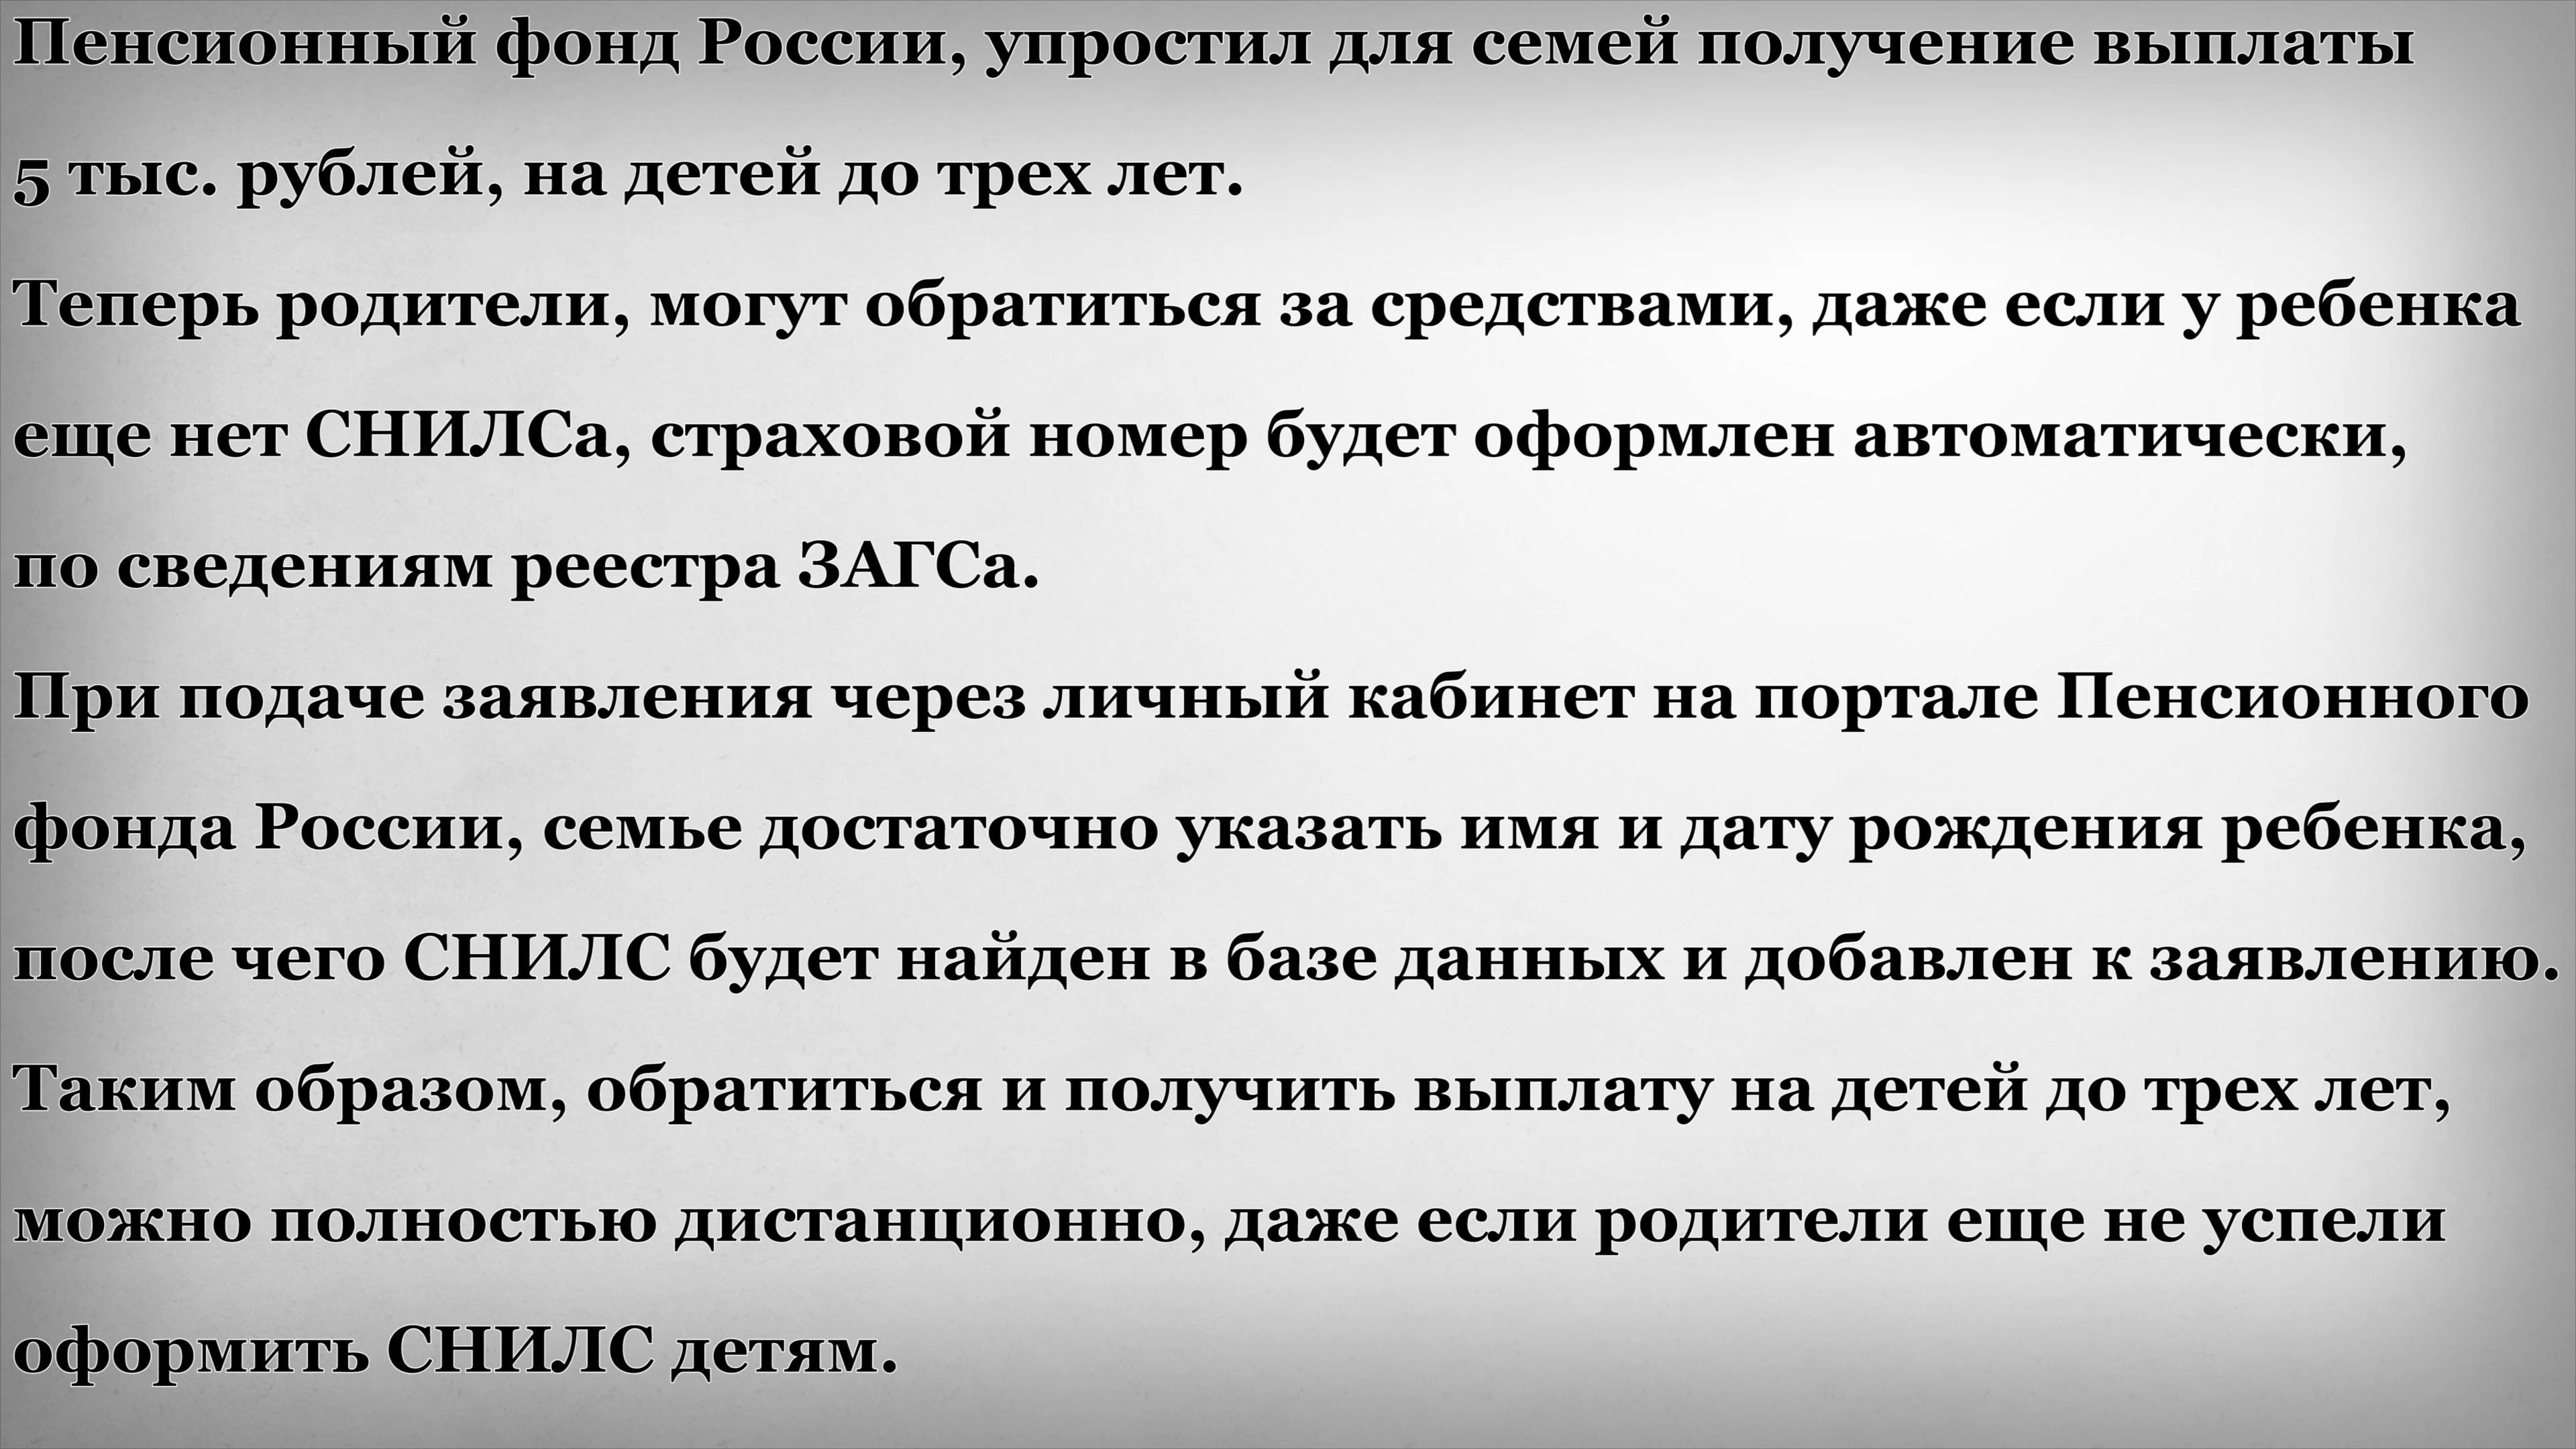 Пенсионный фонд России, упростил для семей получение выплаты
5 тыс. рублей, на детей до трех лет.
Теперь родители, могут обратиться за средствами, даже если у ребенка
еще нет СНИЛСа, страховой номер будет оформлен автоматически,
по сведениям реестра ЗАГСа.
При подаче заявления через личный кабинет на портале Пенсионного
фонда России, семье достаточно указать имя и дату рождения ребенка,
после чего СНИЛС будет найден в базе данных и добавлен к заявлению.
Таким образом, обратиться и получить выплату на детей до трех лет,
можно полностью дистанционно, даже если родители еще не успели
оформить СНИЛС детям.